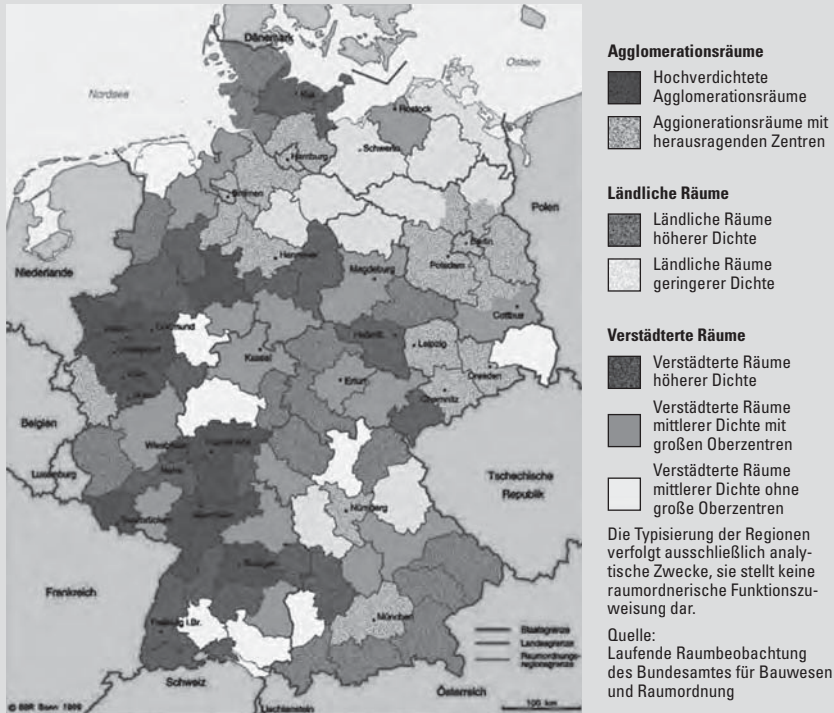 Dänemark
Nordsee
Ostsee
Kiel
Rostock
Hamburg
Schwerin
Bremen
Polen
Berlin
Niederlande
Hannover
Magdeburg
Potsdam
Cottbus
Dortmund
Kassel
Leipzig
Erfurt
Dresden
Chemnitz
Belgien
Wiesbaden
Mainz
Luxemburg
Tschechische
Republik
Nürnberg
Saarbrücken
Stuttgart
Frankreich
München
Freiburg i.Br.
Staatsgrenze
Landesgrenze
Raumordnungs-
regionsgrenze
Schweiz
Österreich
Liechtenstein
© BBR Bonn 1999
100 km
Agglomerationsräume
Hochverdichtete
Agglomerationsräume
Aggionerationsräume mit
herausragenden Zentren
Ländliche Räume
Ländliche Räume
höherer Dichte
Ländliche Räume
geringerer Dichte
Verstädterte Räume
Verstädterte Räume
höherer Dichte
Verstädterte Räume
mittlerer Dichte mit
großen Oberzentren
Verstädterte Räume
mittlerer Dichte ohne
große Oberzentren
Die Typisierung der Regionen
verfolgt ausschließlich analy-
tische Zwecke, sie stellt keine
raumordnerische Funktionszu-
weisung dar.
Quelle:
Laufende Raumbeobachtung
des Bundesamtes für Bauwesen
und Raumordnung